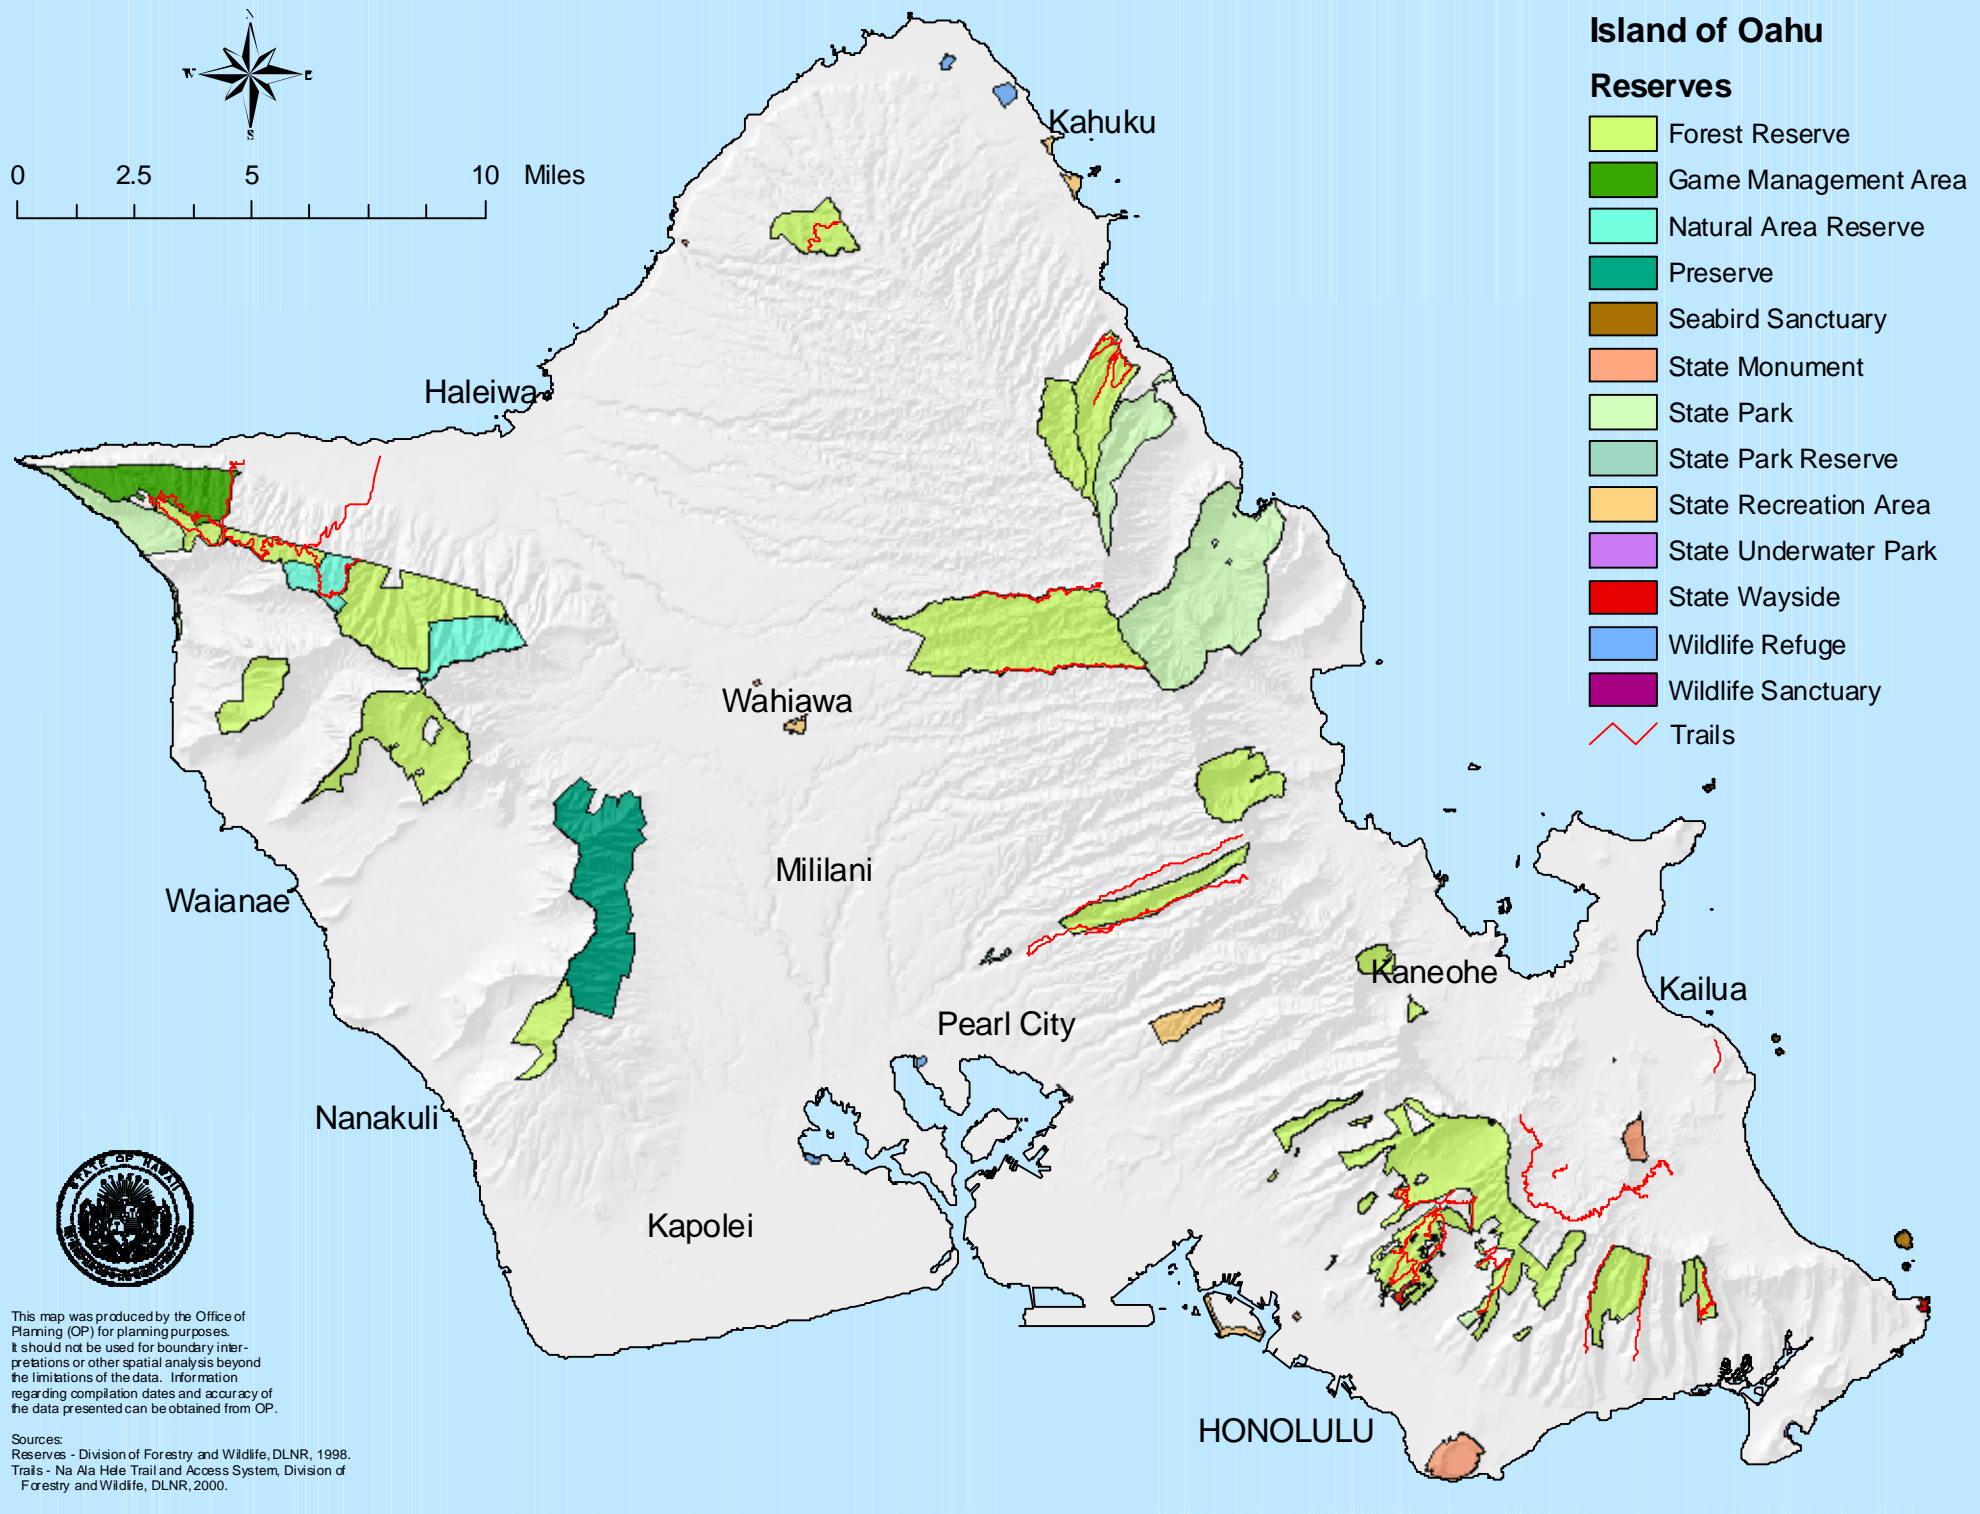 N
W
E
S
0 2.5 5 10 Miles
Island of Oahu
Reserves
Forest Reserve
Game Management Area
Natural Area Reserve
Preserve
Seabird Sanctuary
State Monument
State Park
State Park Reserve
State Recreation Area
State Underwater Park
State Wayside
Wildlife Refuge
Wildlife Sanctuary
Trails
Kahuku
Haleiwa
Wahiawa
Mililani
Waianae
Kaneohe
Kailua
Pearl City
Nanakuli
Kapolei
HONOLULU
STATE OF HAWAII
This map was produced by the Office of
Planning (OP) for planning purposes.
It should not be used for boundary inter-
pretations or other spatial analysis beyond
the limitations of the data. Information
regarding compilation dates and accuracy of
the data presented can be obtained from OP.
Sources:
Reserves - Division of Forestry and Wildlife, DLNR, 1998.
Trails - Na Ala Hele Trail and Access System, Division of
Forestry and Wildlife, DLNR, 2000.